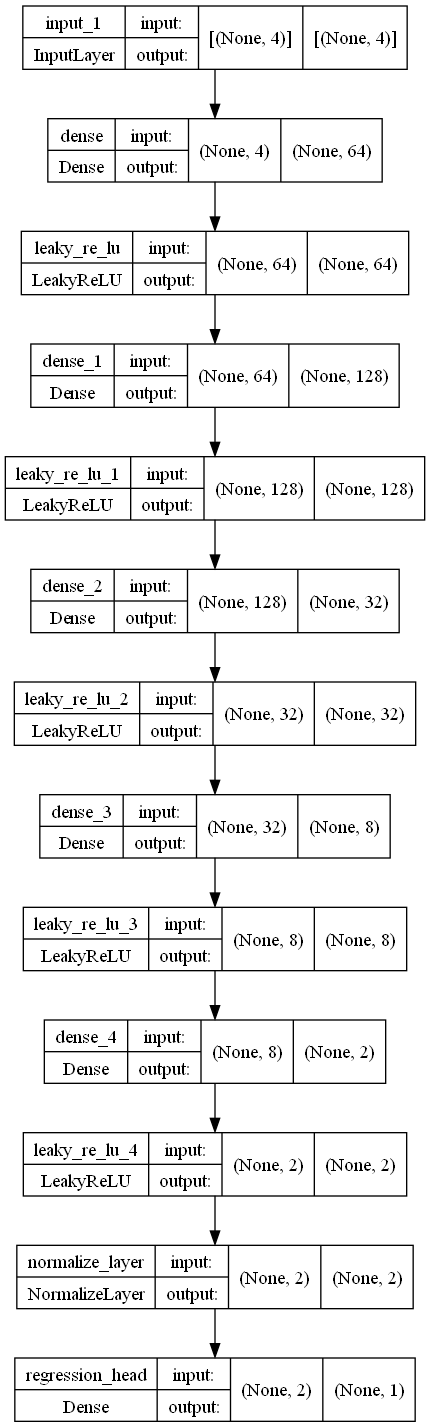 input_1 input: [(None, 4)] [(None, 4)]
InputLayer output:
dense input: (None, 4) (None, 64)
Dense output:
leaky_re_lu input: (None, 64) (None, 64)
LeakyReLU output:
dense_1 input: (None, 64) (None, 128)
Dense output:
leaky_re_lu_1 input: (None, 128) (None, 128)
LeakyReLU output:
dense_2 input: (None, 128) (None, 32)
Dense output:
leaky_re_lu_2 input: (None, 32) (None, 32)
LeakyReLU output:
dense_3 input: (None, 32) (None, 8)
Dense output:
leaky_re_lu_3 input: (None, 8) (None, 8)
LeakyReLU output:
dense_4 input: (None, 8) (None, 2)
Dense output:
leaky_re_lu_4 input: (None, 2) (None, 2)
LeakyReLU output:
normalize_layer input: (None, 2) (None, 2)
NormalizeLayer output:
regression_head input: (None, 2) (None, 1)
Dense output: